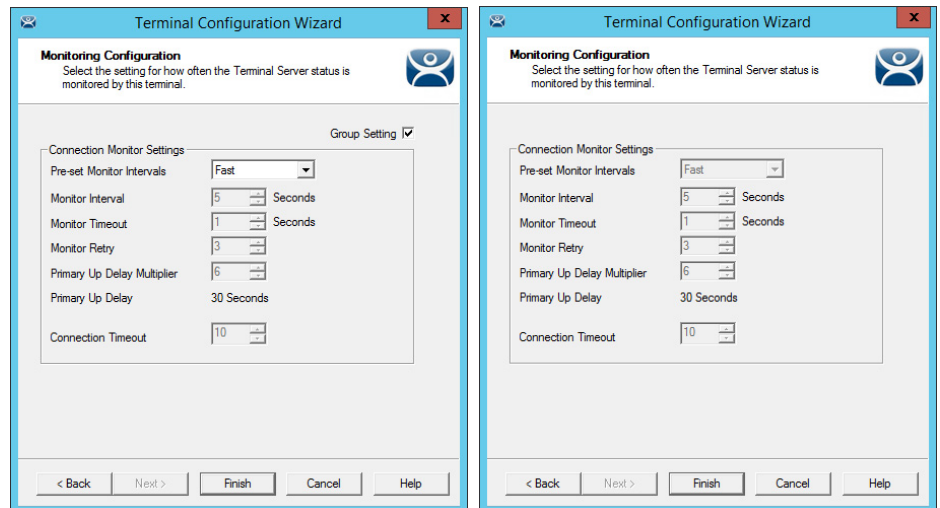 Terminal Configuration Wizard
x
Monitoring Configuration
Select the setting for how often the Terminal Server status is
monitored by this terminal.
Group Setting
Connection Monitor Settings
Pre-set Monitor Intervals Fast
Monitor Interval 5 Seconds
Monitor Timeout 1 Seconds
Monitor Retry 3
Primary Up Delay Multiplier 6
Primary Up Delay 30 Seconds
Connection Timeout 10
< Back Next > Finish Cancel Help
Terminal Configuration Wizard
x
Monitoring Configuration
Select the setting for how often the Terminal Server status is
monitored by this terminal.
Connection Monitor Settings
Pre-set Monitor Intervals Fast
Monitor Interval 5 Seconds
Monitor Timeout 1 Seconds
Monitor Retry 3
Primary Up Delay Multiplier 6
Primary Up Delay 30 Seconds
Connection Timeout 10
< Back Next > Finish Cancel Help